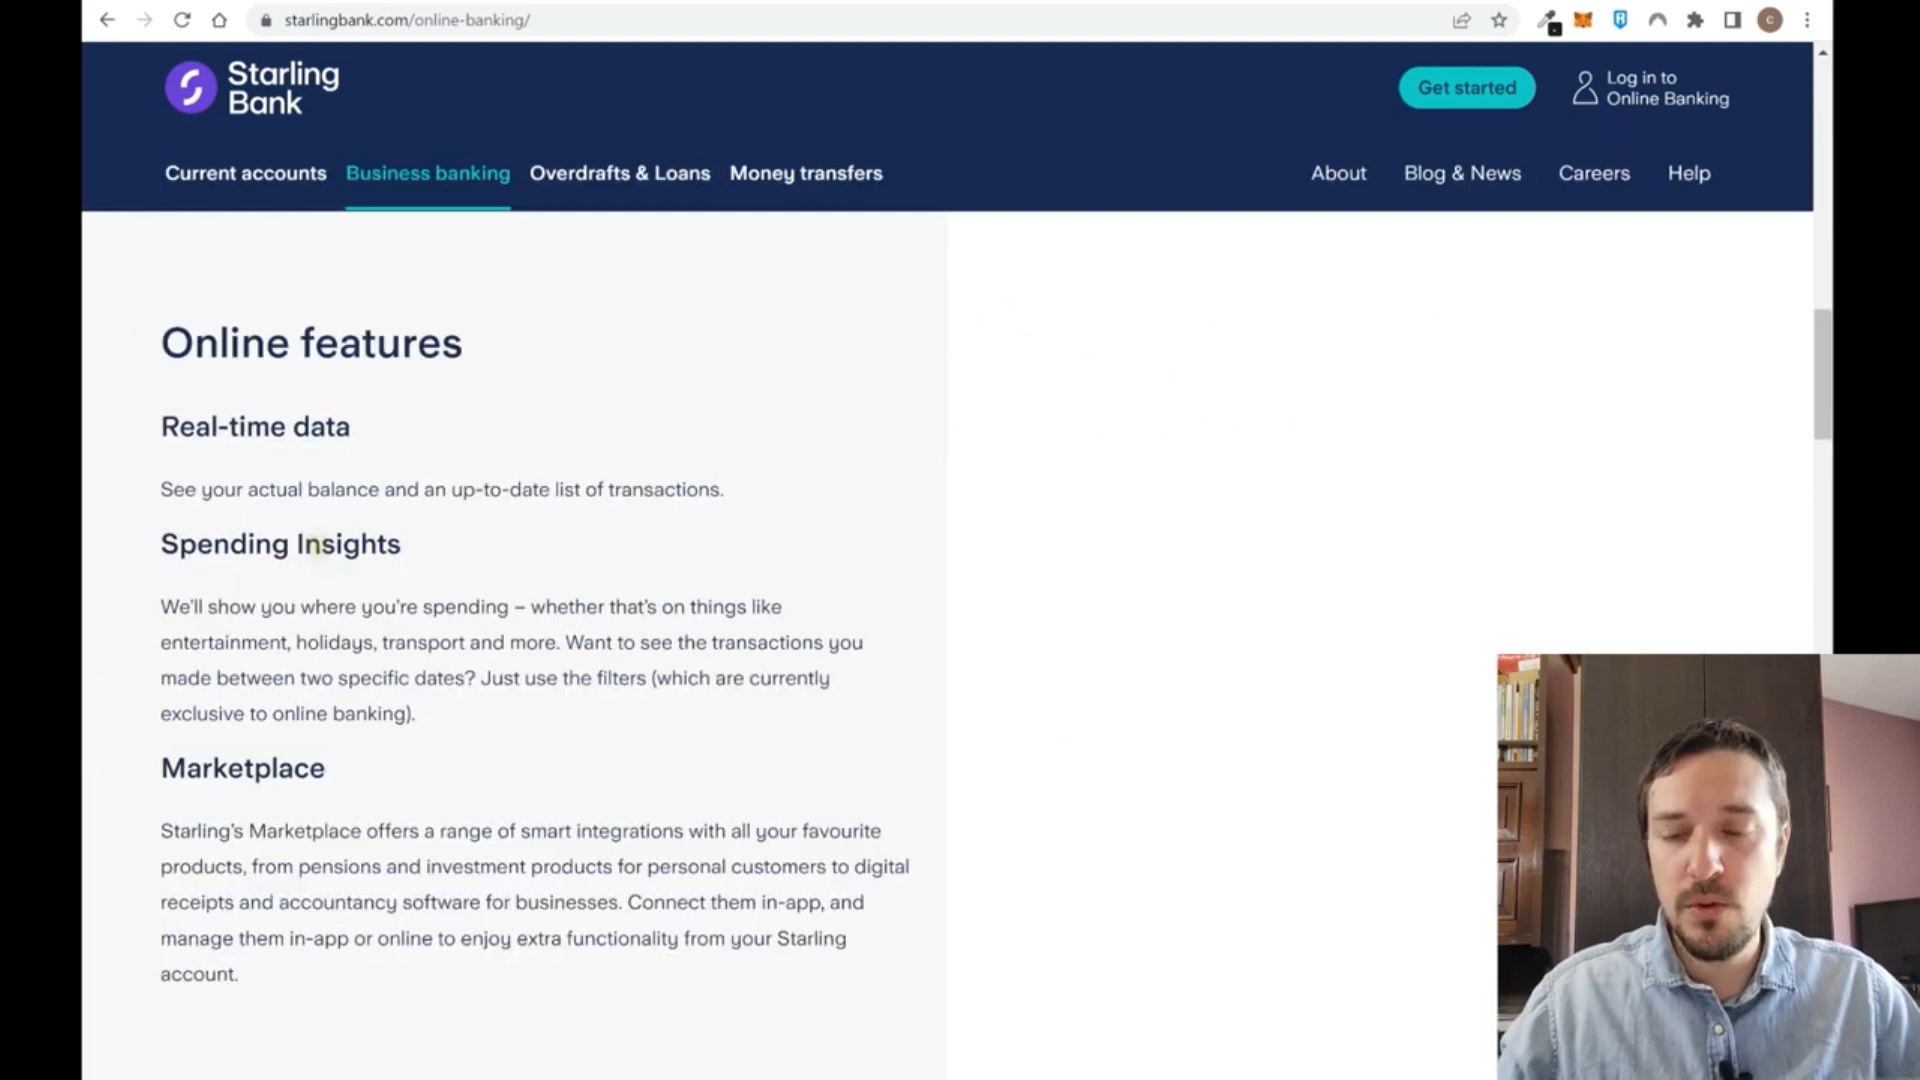 starlingbank.com/online-banking/
C
Starling
Bank
Get started
Log in to
Online Banking
Current accounts
Business banking
Overdrafts & Loans
Money transfers
About
Blog & News
Careers
Help
Online features
Real-time data
See your actual balance and an up-to-date list of transactions.
Spending Insights
We'll show you where you're spending – whether that's on things like
entertainment, holidays, transport and more. Want to see the transactions you
made between two specific dates? Just use the filters (which are currently
exclusive to online banking).
Marketplace
Starling's Marketplace offers a range of smart integrations with all your favourite
products, from pensions and investment products for personal customers to digital
receipts and accountancy software for businesses. Connect them in-app, and
manage them in-app or online to enjoy extra functionality from your Starling
account.